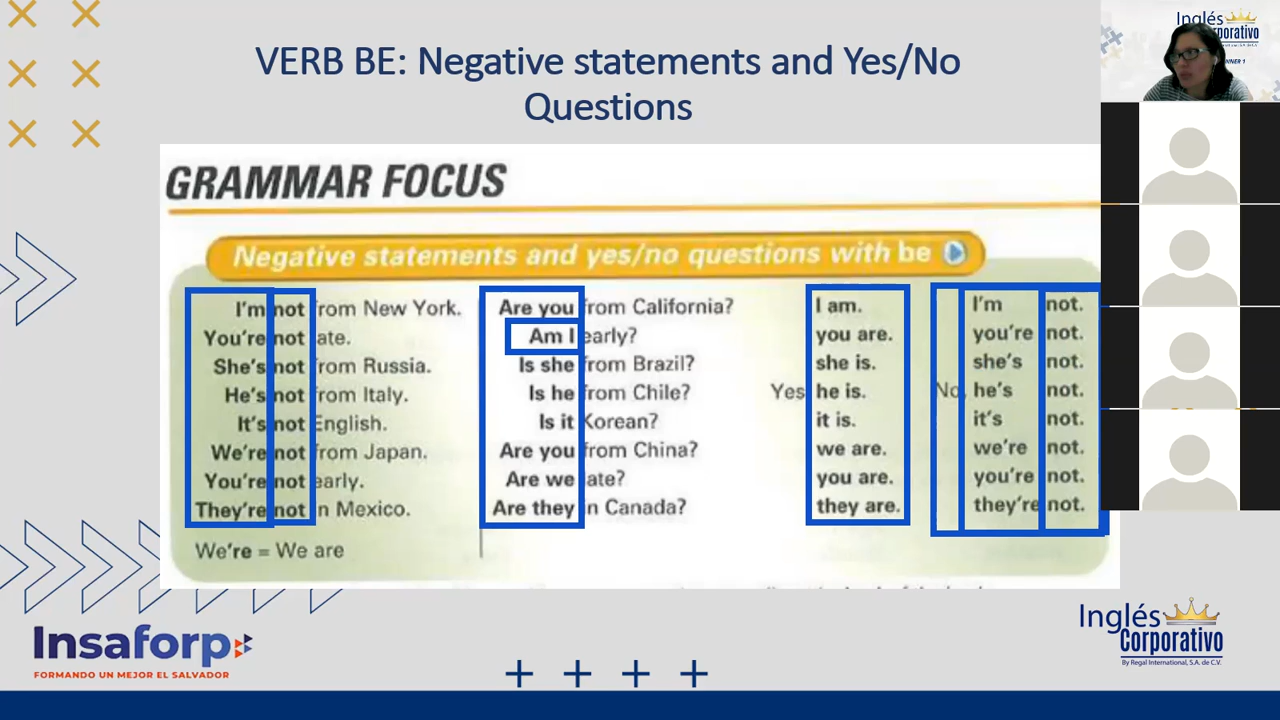 VERB BE: Negative statements and Yes/No
Questions
GRAMMAR FOCUS
Negative statements and yes/no questions with be
I'm not from New York. Are you from California? I am. I'm not.
You're not late. Am I early? you are. you're not.
She's not from Russia. Is she from Brazil? she is. she's not.
He's not from Italy. Is he from Chile? Yes, he is. No, he's not.
It's not English. Is it Korean? it is. it's not.
We're not from Japan. Are you from China? we are. we're not.
You're not early. Are we late? you are. you're not.
They're not in Mexico. Are they in Canada? they are. they're not.
We're = We are
Insaforp
FORMANDO UN MEJOR EL SALVADOR
Inglés
Corporativo
By Regal International, S.A. de C.V.
Inglés